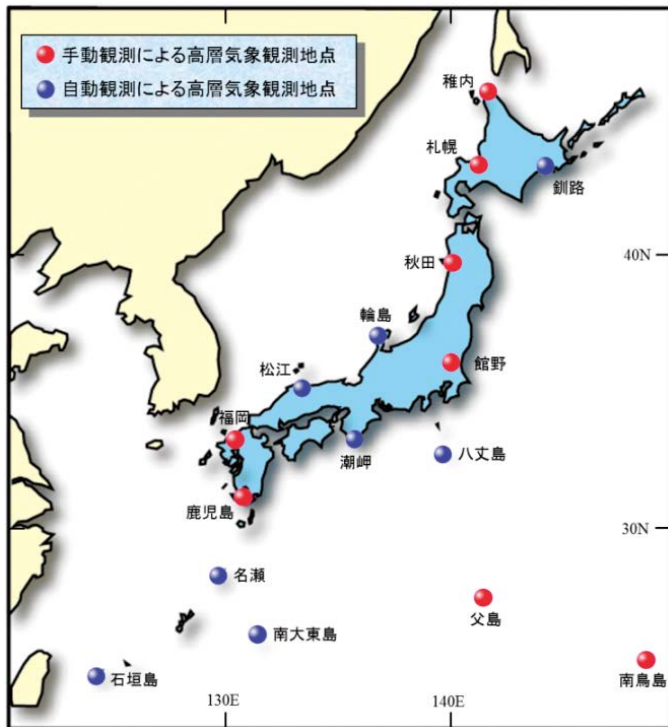 手動観測による高層気象観測地点
自動観測による高層気象観測地点
稚内
札幌
釧路
秋田
40N
輪島
館野
松江
福岡
潮岬
八丈島
鹿児島
30N
名瀬
父島
南大東島
石垣島
南鳥島
130E
140E